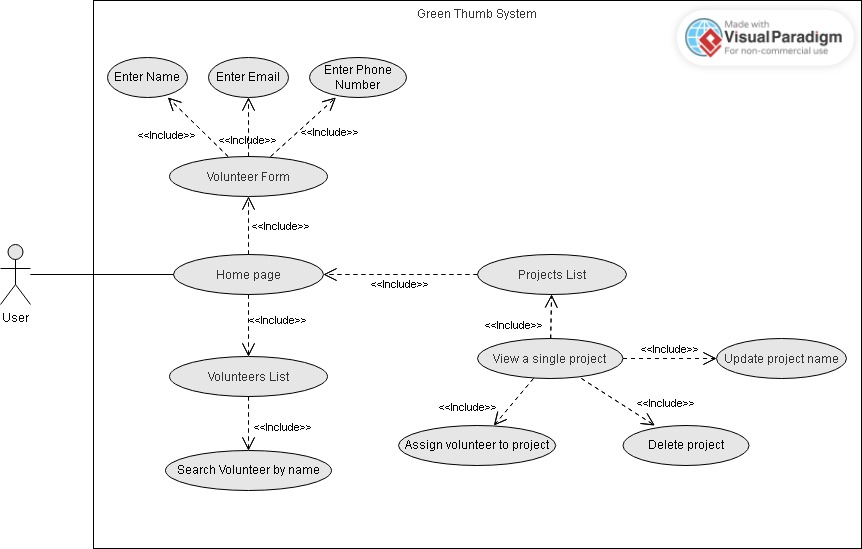 Green Thumb System
Made with
VisualParadigm
For non-commercial use
Enter Name
Enter Email
Enter Phone
Number
<<Include>>
<<Include>>
<<Include>>
Volunteer Form
<<Include>>
Home page
<<Include>>
Projects List
User
<<Include>>
<<Include>>
View a single project
<<Include>>
Update project name
Volunteers List
<<Include>>
<<Include>>
<<Include>>
Assign volunteer to project
Delete project
Search Volunteer by name